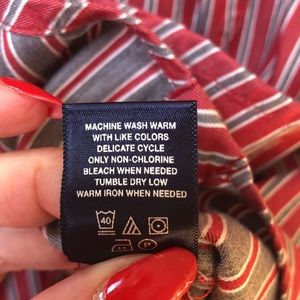 MACHINE WASH WARM
WITH LIKE COLORS
DELICATE CYCLE
ONLY NON-CHLORINE
BLEACH WHEN NEEDED
TUMBLE DRY LOW
WARM IRON WHEN NEEDED
40
P